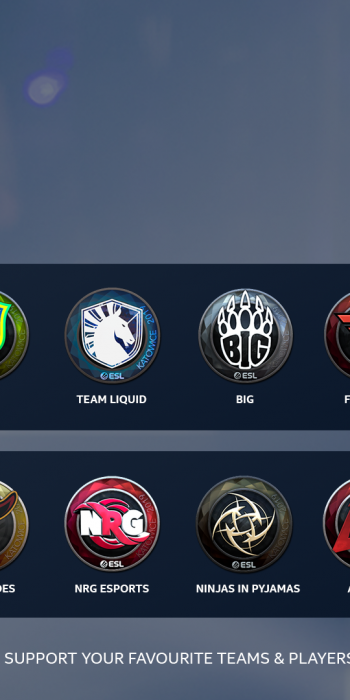 KATOWICE 2019
ESL
BIG
ESL
TEAM LIQUID
BIG
F
NRG
ESL
ESL
DES
NRG ESPORTS
NINJAS IN PYJAMAS
A
SUPPORT YOUR FAVOURITE TEAMS & PLAYERS